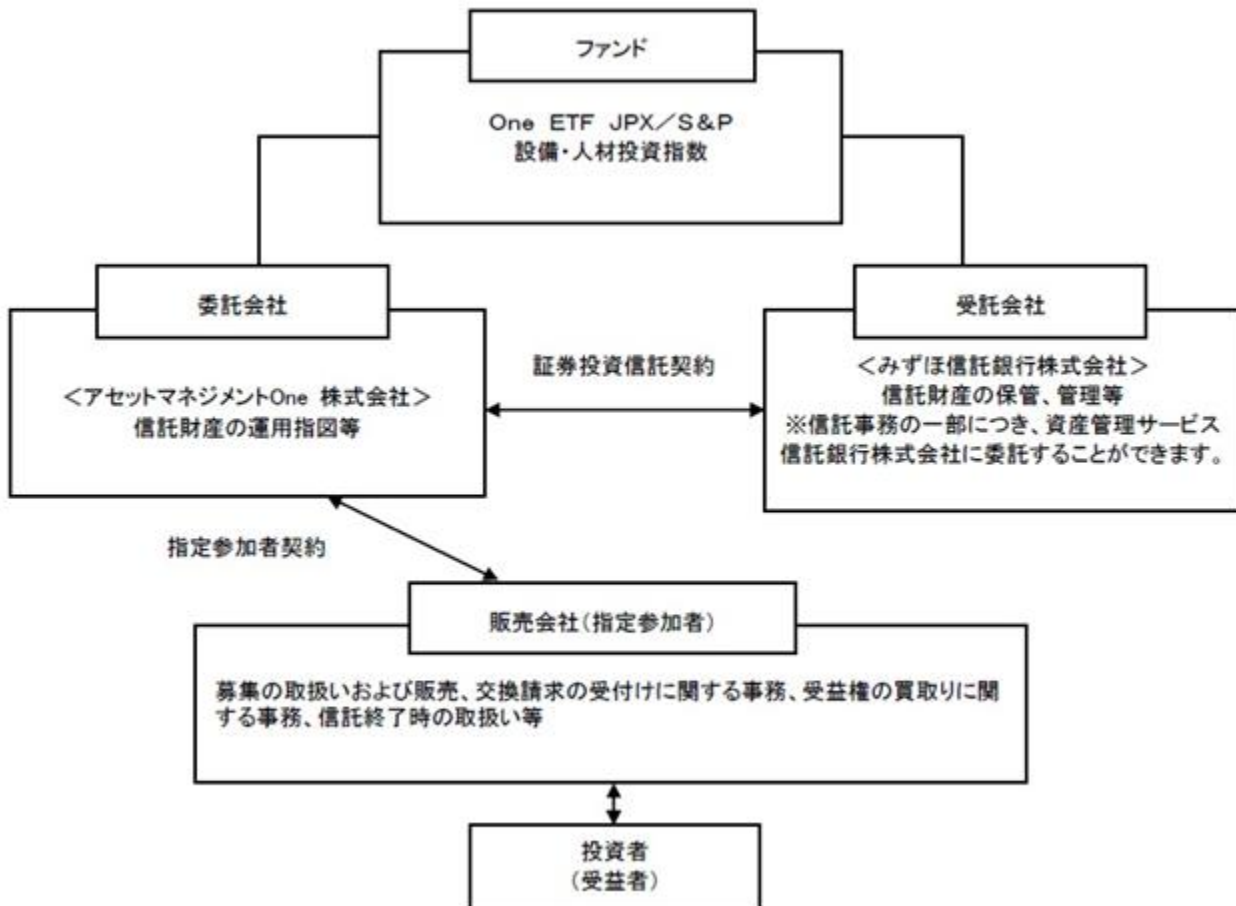 ファンド
One ETF JPX／S＆P
設備・人材投資指数
委託会社
＜アセットマネジメントOne 株式会社＞
信託財産の運用指図等
証券投資信託契約
受託会社
＜みずほ信託銀行株式会社＞
信託財産の保管、管理等
※信託事務の一部につき、資産管理サービス
信託銀行株式会社に委託することができます。
指定参加者契約
販売会社（指定参加者）
募集の取扱いおよび販売、交換請求の受付けに関する事務、受益権の買取りに関
する事務、信託終了時の取扱い等
投資者
（受益者）